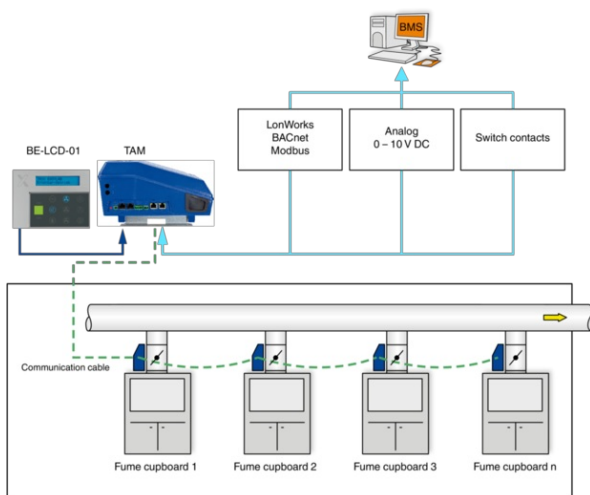 BMS
LonWorks
BACnet
Modbus
Analog
0 – 10 V DC
Switch contacts
BE-LCD-01
TAM
Communication cable
Fume cupboard 1
Fume cupboard 2
Fume cupboard 3
Fume cupboard n